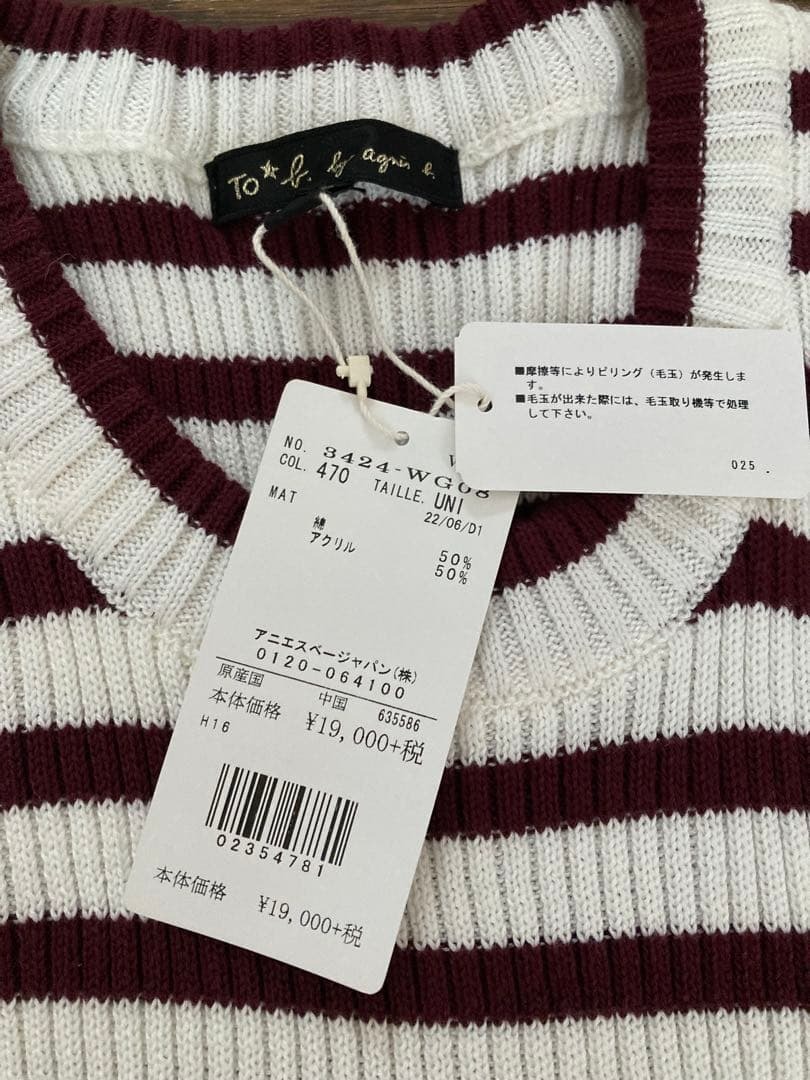 TO★ b. by agnès b.
■摩擦等によりピリング（毛玉）が発生しま
す。
■毛玉が出来た際には、毛玉取り機等で処理
して下さい。
025 .
NO. 3424-WG08
COL. 470 TAILLE. UNI
22/06/D1
MAT
綿 50%
アクリル 50%
アニエスベージャパン(株)
0120-064100
原産国 中国 635586
本体価格 ¥19,000+税
H16
02354781
本体価格 ¥19,000+税